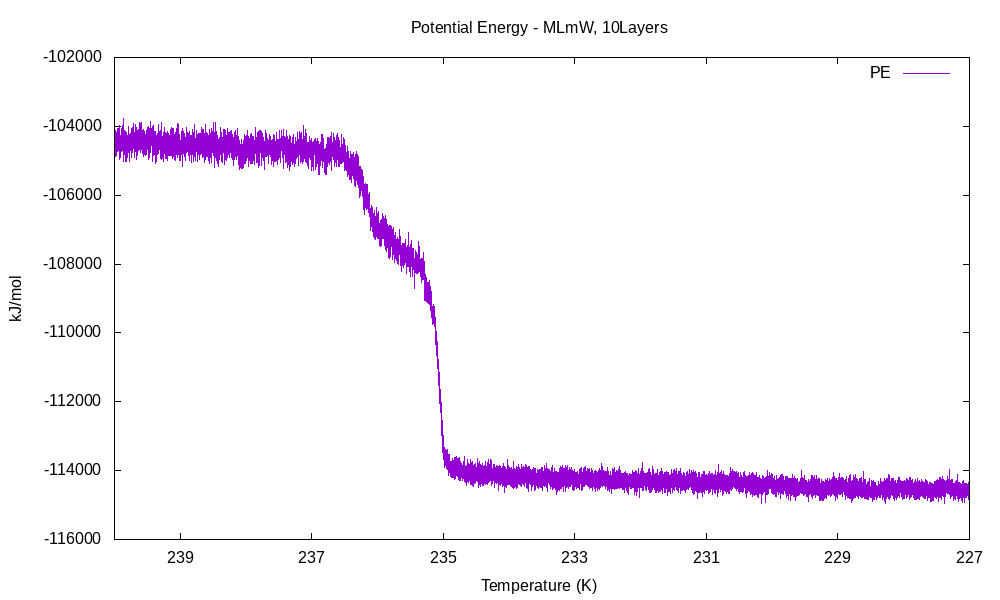 Potential Energy - MLmW, 10Layers
PE
-102000
-104000
-106000
-108000
-110000
-112000
-114000
-116000
kJ/mol
239 237 235 233 231 229 227
Temperature (K)